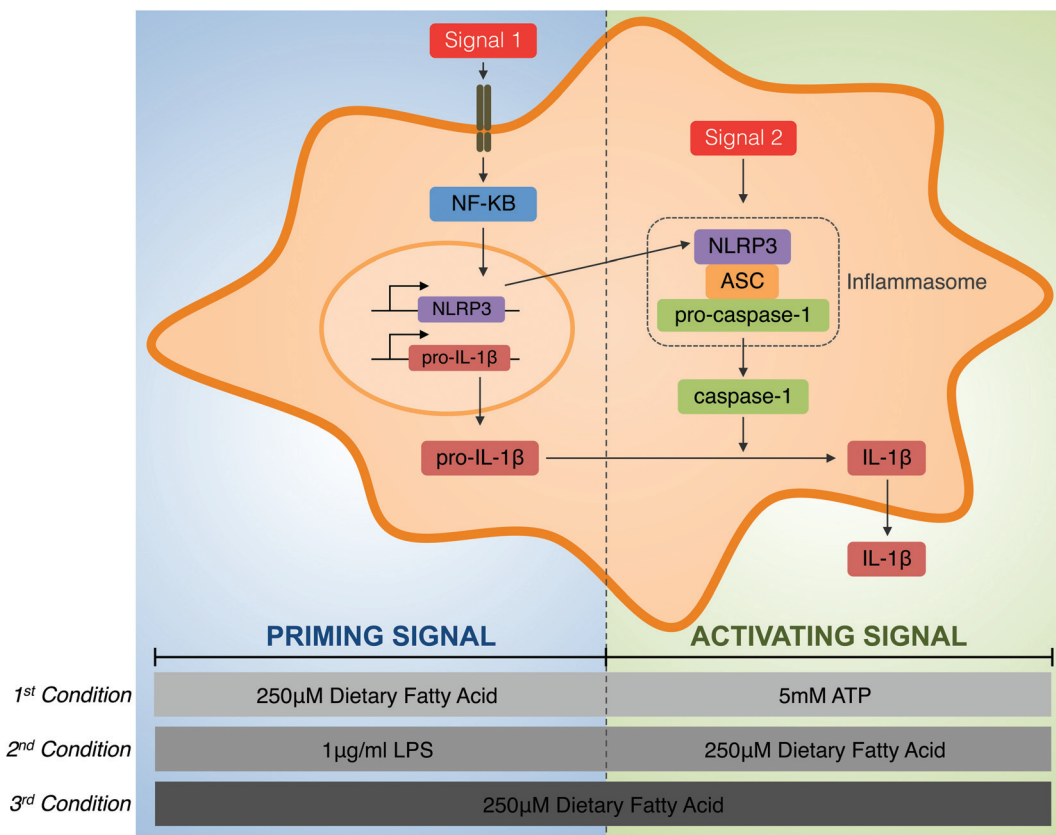 Signal 1
Signal 2
NF-KB
NLRP3
ASC
pro-caspase-1
Inflammasome
NLRP3
pro-IL-1β
caspase-1
pro-IL-1β
IL-1β
IL-1β
PRIMING SIGNAL
ACTIVATING SIGNAL
1st Condition
250µM Dietary Fatty Acid
5mM ATP
2nd Condition
1µg/ml LPS
250µM Dietary Fatty Acid
3rd Condition
250µM Dietary Fatty Acid